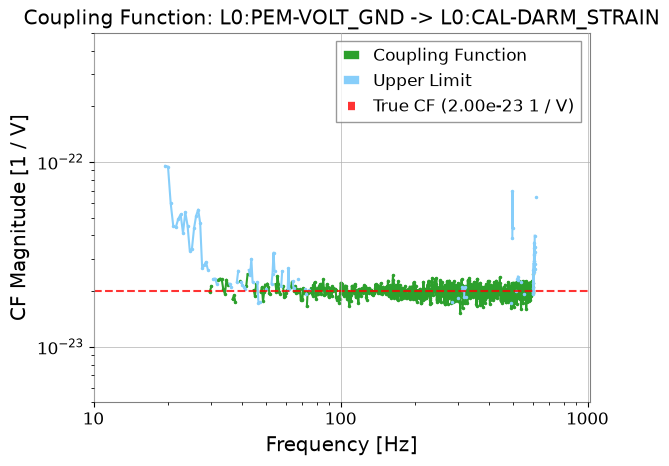 Coupling Function: L0:PEM-VOLT_GND -> L0:CAL-DARM_STRAIN
Coupling Function
Upper Limit
True CF (2.00e-23 1 / V)
CF Magnitude [1 / V]
10⁻²²
10⁻²³
10
100
1000
Frequency [Hz]